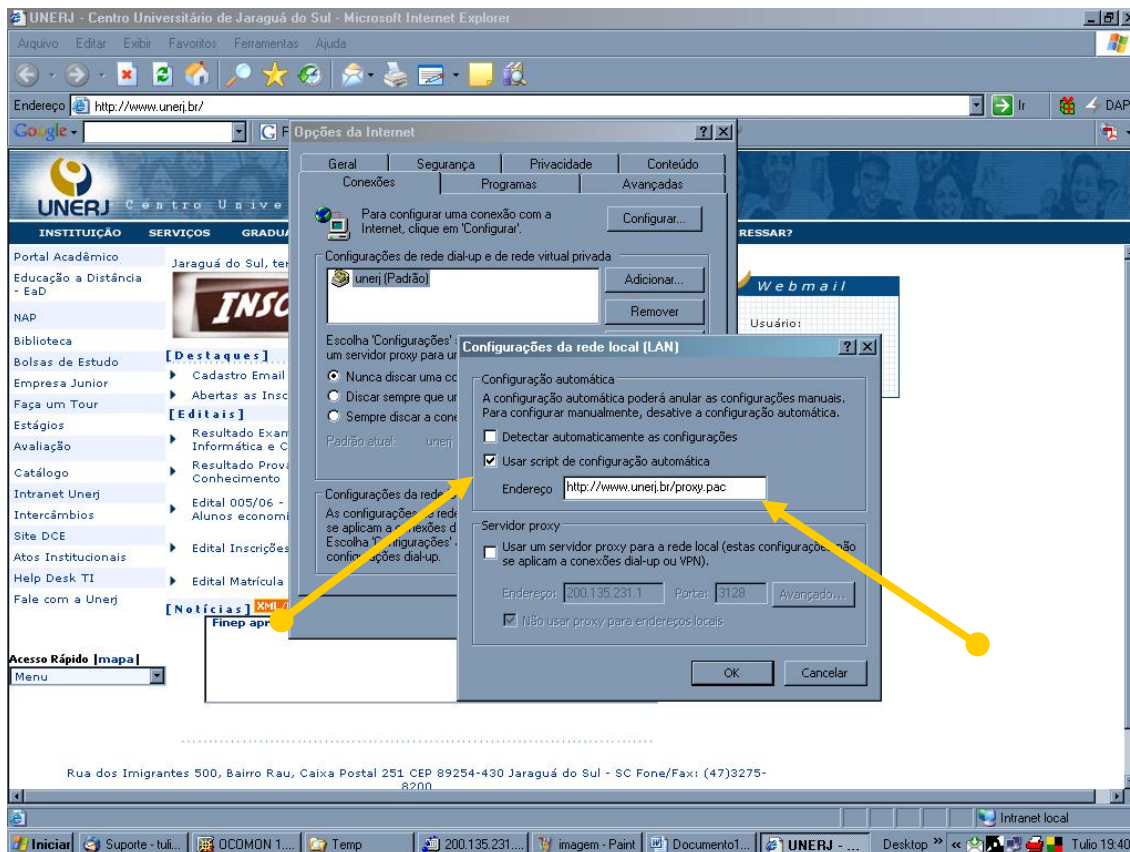 UNERJ - Centro Universitário de Jaraguá do Sul - Microsoft Internet Explorer
Arquivo Editar Exibir Favoritos Ferramentas Ajuda
Endereço http://www.unerj.br/ Ir DAP
Google
Opções da Internet
Geral Segurança Privacidade Conteúdo
Conexões Programas Avançadas
Para configurar uma conexão com a
Internet, clique em 'Configurar'.
Configurar...
Configurações de rede dial-up e de rede virtual privada
unerj (Padrão)
Adicionar...
Remover
Escolha 'Configurações'
um servidor proxy para
Nunca discar uma
Discar sempre que
Sempre discar a
Padrão atual: unerj
Configurações da rede
As configurações de rede
se aplicam a conexões d
Escolha 'Configurações'
configurações dial-up.
Configurações da rede local (LAN)
Configuração automática
A configuração automática poderá anular as configurações manuais.
Para configurar manualmente, desative a configuração automática.
Detectar automaticamente as configurações
Usar script de configuração automática
Endereço http://www.unerj.br/proxy.pac
Servidor proxy
Usar um servidor proxy para a rede local (estas configurações não
se aplicam a conexões dial-up ou VPN).
Endereço: 200.135.231.1 Porta: 3128 Avançado...
Não usar proxy para endereços locais
OK Cancelar
UNERJ Centro Unive
INSTITUIÇÃO SERVIÇOS GRADUA RESSAR?
Portal Acadêmico
Educação a Distância
- EaD
NAP
Biblioteca
Bolsas de Estudo
Empresa Junior
Faça um Tour
Estágios
Avaliação
Catálogo
Intranet Unerj
Intercâmbios
Site DCE
Atos Institucionais
Help Desk TI
Fale com a Unerj
Acesso Rápido |mapa|
Menu
Jaraguá do Sul, ter
INSC
[Destaques]
Cadastro Email
Abertas as Insc
[Editais]
Resultado Exam
Informática e C
Resultado Prova
Conhecimento
Edital 005/06 -
Alunos economi
Edital Inscrições
Edital Matrícula
[Notícias] XML
Finep apr
Webmail
Usuário:
Rua dos Imigrantes 500, Bairro Rau, Caixa Postal 251 CEP 89254-430 Jaraguá do Sul - SC Fone/Fax: (47)3275-
8200
Intranet local
Iniciar Suporte - tuli... OCOMON 1.... Temp 200.135.231.... imagem - Paint Documento1... UNERJ - ... Desktop » « Tulio 19:40